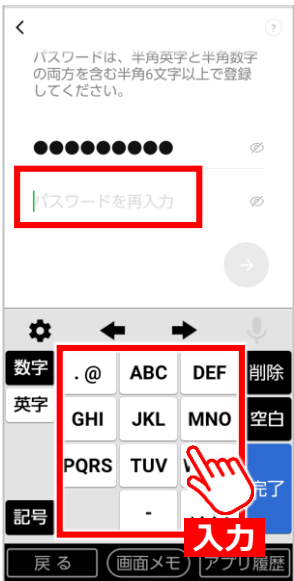 ?
パスワードは、半角英字と半角数字
の両方を含む半角6文字以上で登録
してください。
●●●●●●●●●
パスワードを再入力
数字 .@ ABC DEF 削除
英字 GHI JKL MNO 空白
PQRS TUV 完了
記号 -
入力
戻る 画面メモ アプリ履歴